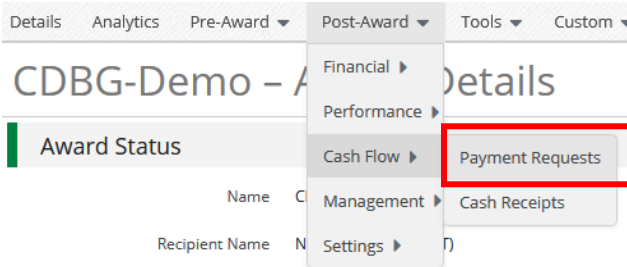 Details Analytics Pre-Award Post-Award Tools Custom
CDBG-Demo – Details
Financial
Performance
Award Status
Cash Flow
Payment Requests
Name
Management
Cash Receipts
Recipient Name
Settings